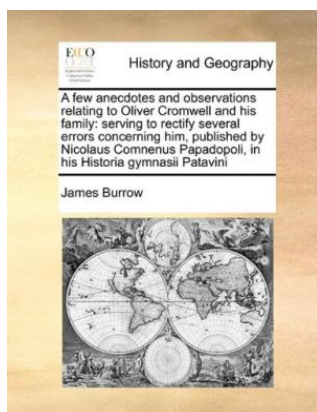 ECCO
History and Geography
A few anecdotes and observations
relating to Oliver Cromwell and his
family: serving to rectify several
errors concerning him, published by
Nicolaus Comnenus Papadopoli, in
his Historia gymnasii Patavini
James Burrow